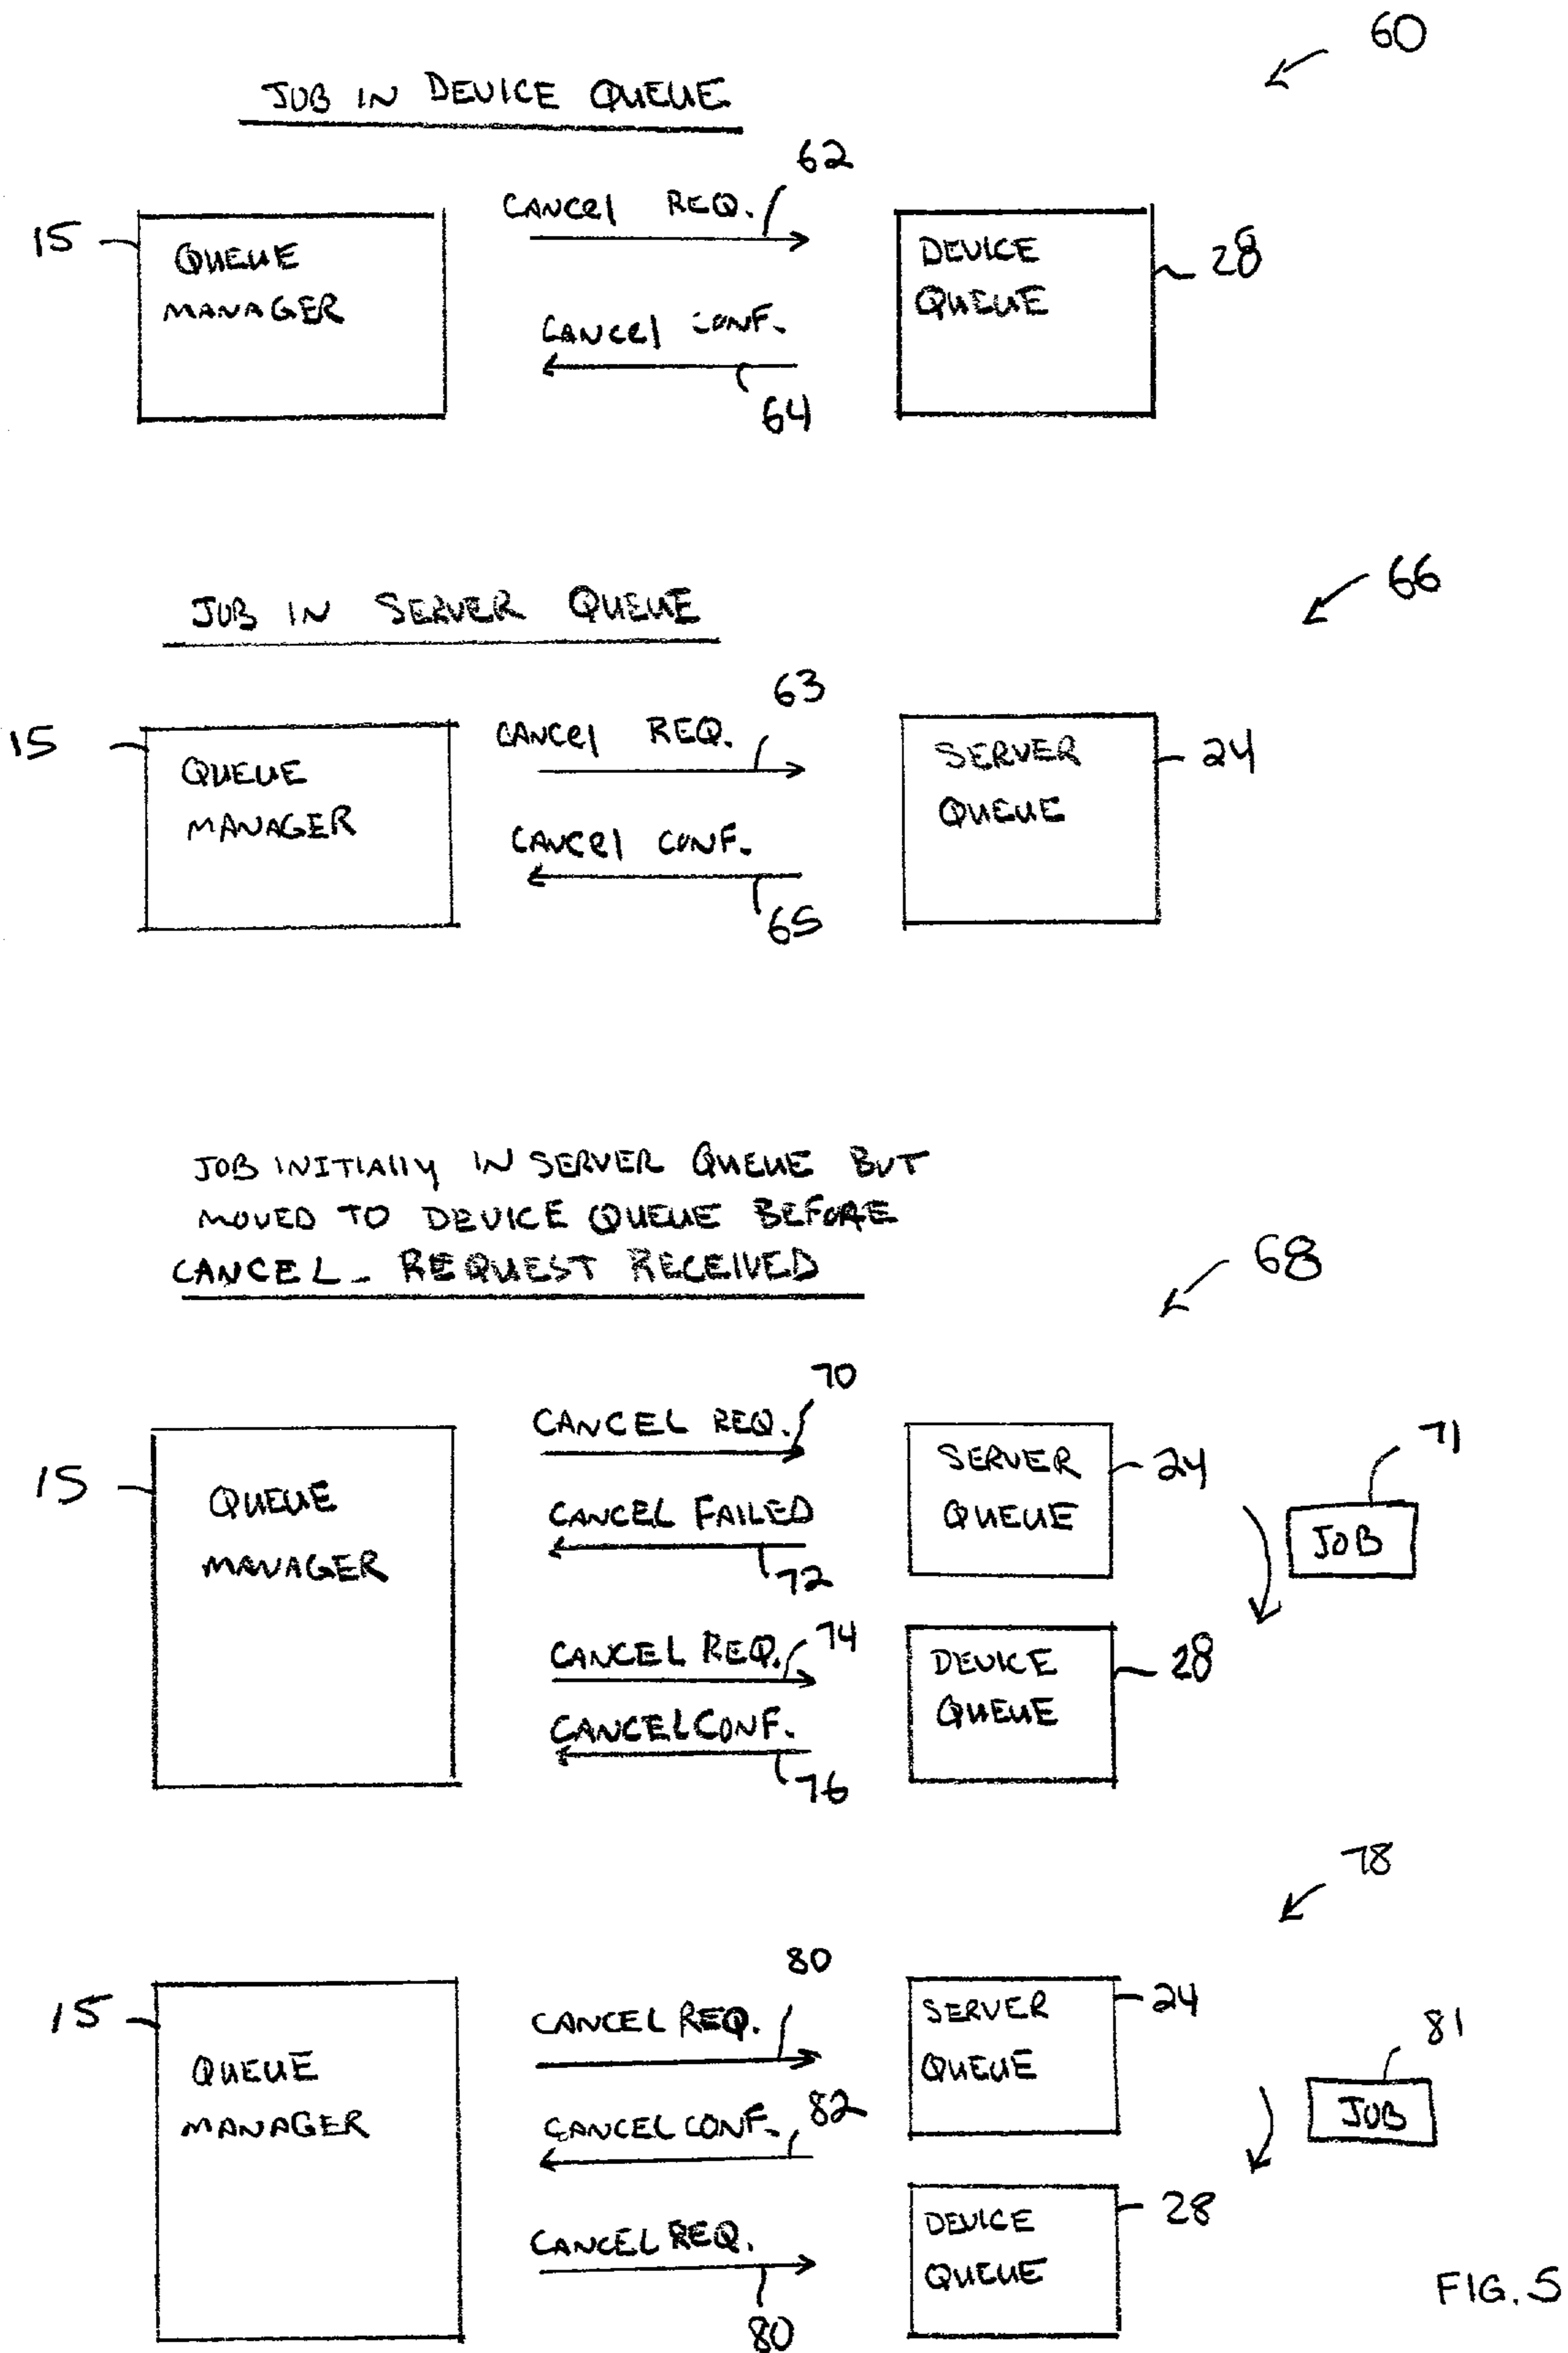 60
JOB IN DEVICE QUEUE
62
CANCEL REQ.
15
QUEUE
MANAGER
DEVICE
QUEUE
28
CANCEL CONF.
64
66
JOB IN SERVER QUEUE
63
CANCEL REQ.
15
QUEUE
MANAGER
SERVER
QUEUE
24
CANCEL CONF.
65
JOB INITIALLY IN SERVER QUEUE BUT
MOVED TO DEVICE QUEUE BEFORE
CANCEL_REQUEST RECEIVED
68
70
CANCEL REQ.
15
QUEUE
MANAGER
SERVER
QUEUE
24
71
JOB
CANCEL FAILED
72
CANCEL REQ.
74
DEVICE
QUEUE
28
CANCEL CONF.
76
78
80
CANCEL REQ.
15
QUEUE
MANAGER
SERVER
QUEUE
24
81
JOB
CANCEL CONF.
82
CANCEL REQ.
80
DEVICE
QUEUE
28
FIG. 5